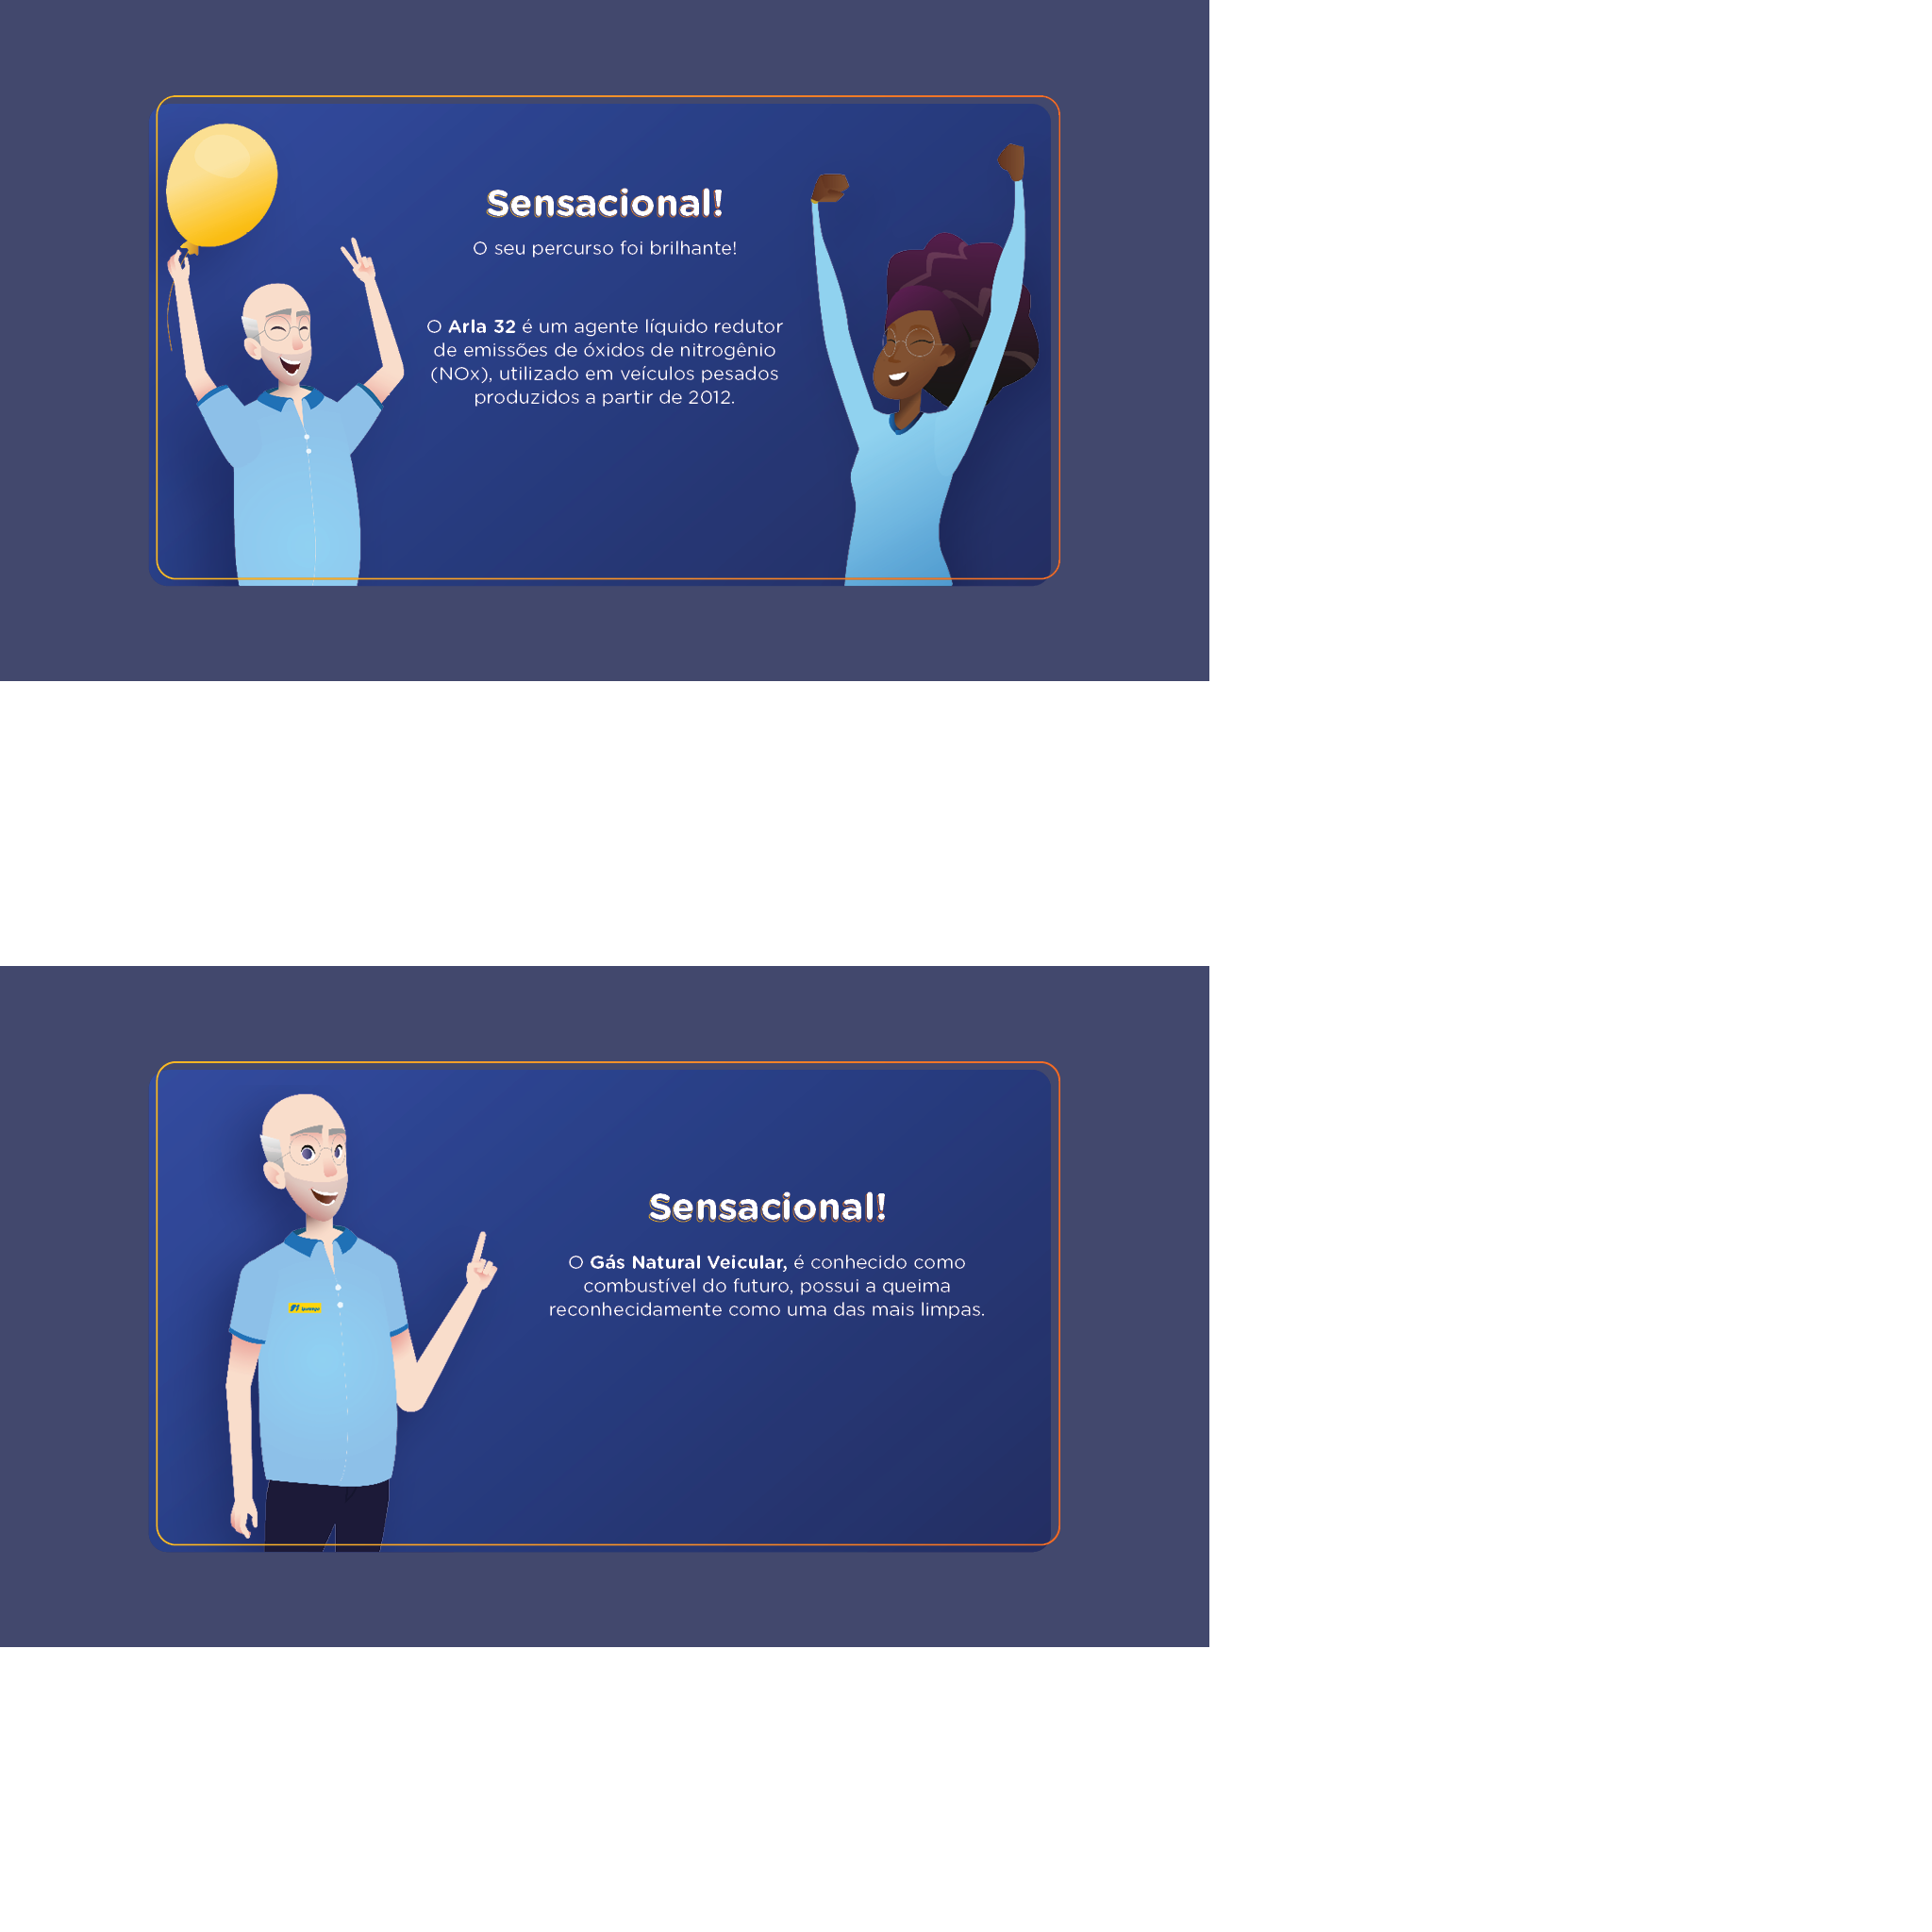 Sensacional!
O seu percurso foi brilhante!
O Arla 32 é um agente líquido redutor
de emissões de óxidos de nitrogênio
(NOx), utilizado em veículos pesados
produzidos a partir de 2012.
Sensacional!
O Gás Natural Veicular, é conhecido como
combustível do futuro, possui a queima
reconhecidamente como uma das mais limpas.
Ipiranga